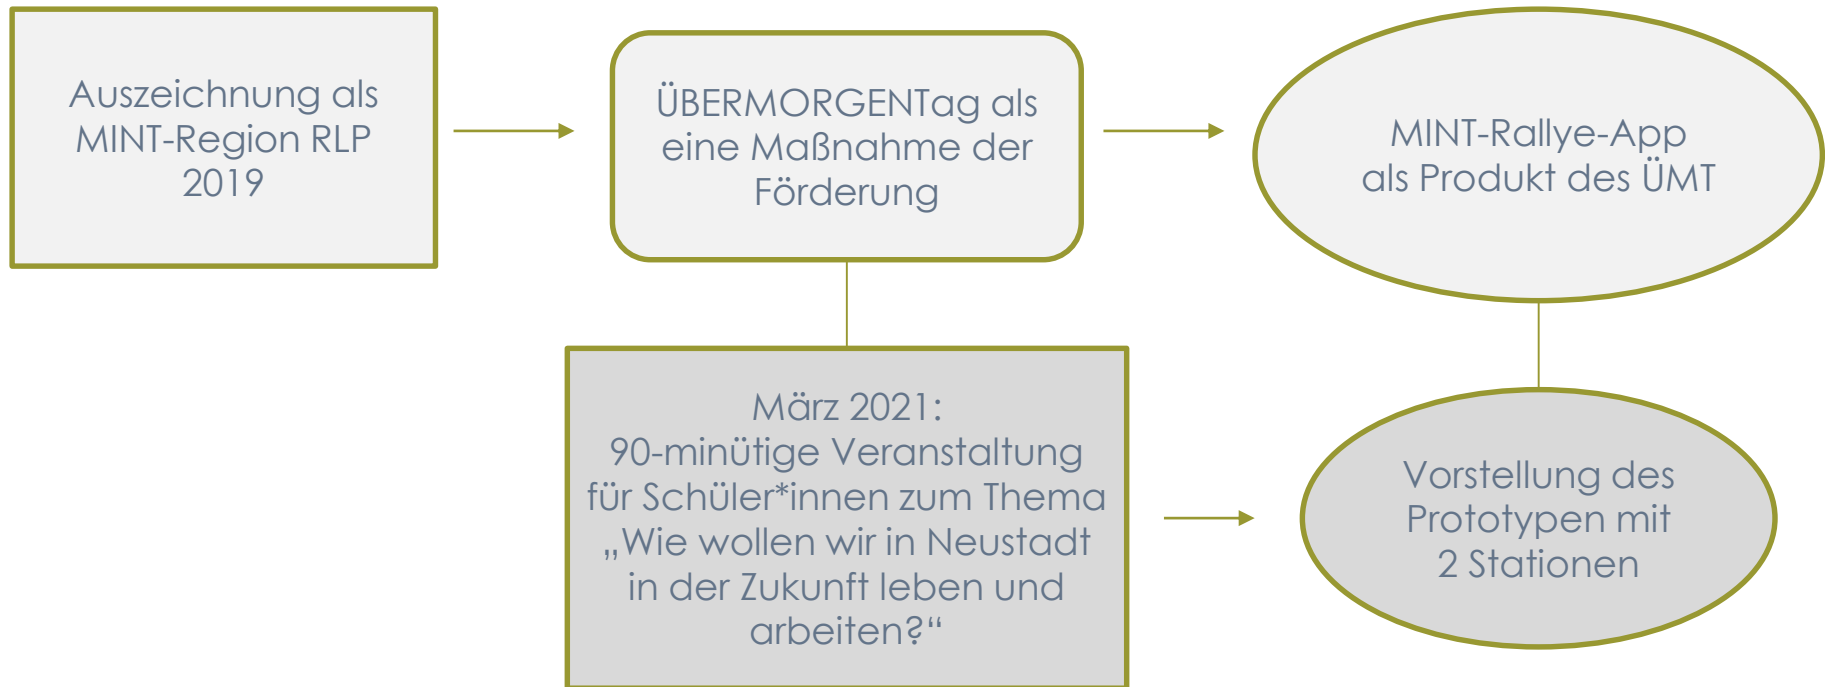 Auszeichnung als
MINT-Region RLP
2019
ÜBERMORGENTag als
eine Maßnahme der
Förderung
MINT-Rallye-App
als Produkt des ÜMT
März 2021:
90-minütige Veranstaltung
für Schüler*innen zum Thema
„Wie wollen wir in Neustadt
in der Zukunft leben und
arbeiten?“
Vorstellung des
Prototypen mit
2 Stationen